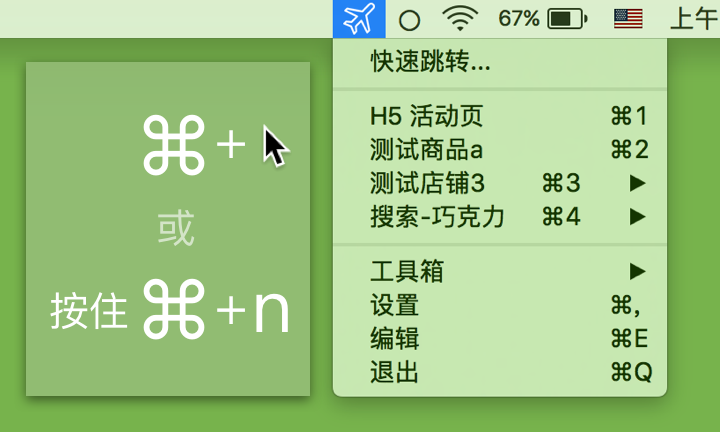 67%
上午
⌘+
或
按住 ⌘+n
快速跳转...
H5 活动页 ⌘1
测试商品a ⌘2
测试店铺3 ⌘3 ▶
搜索-巧克力 ⌘4 ▶
工具箱 ▶
设置 ⌘,
编辑 ⌘E
退出 ⌘Q